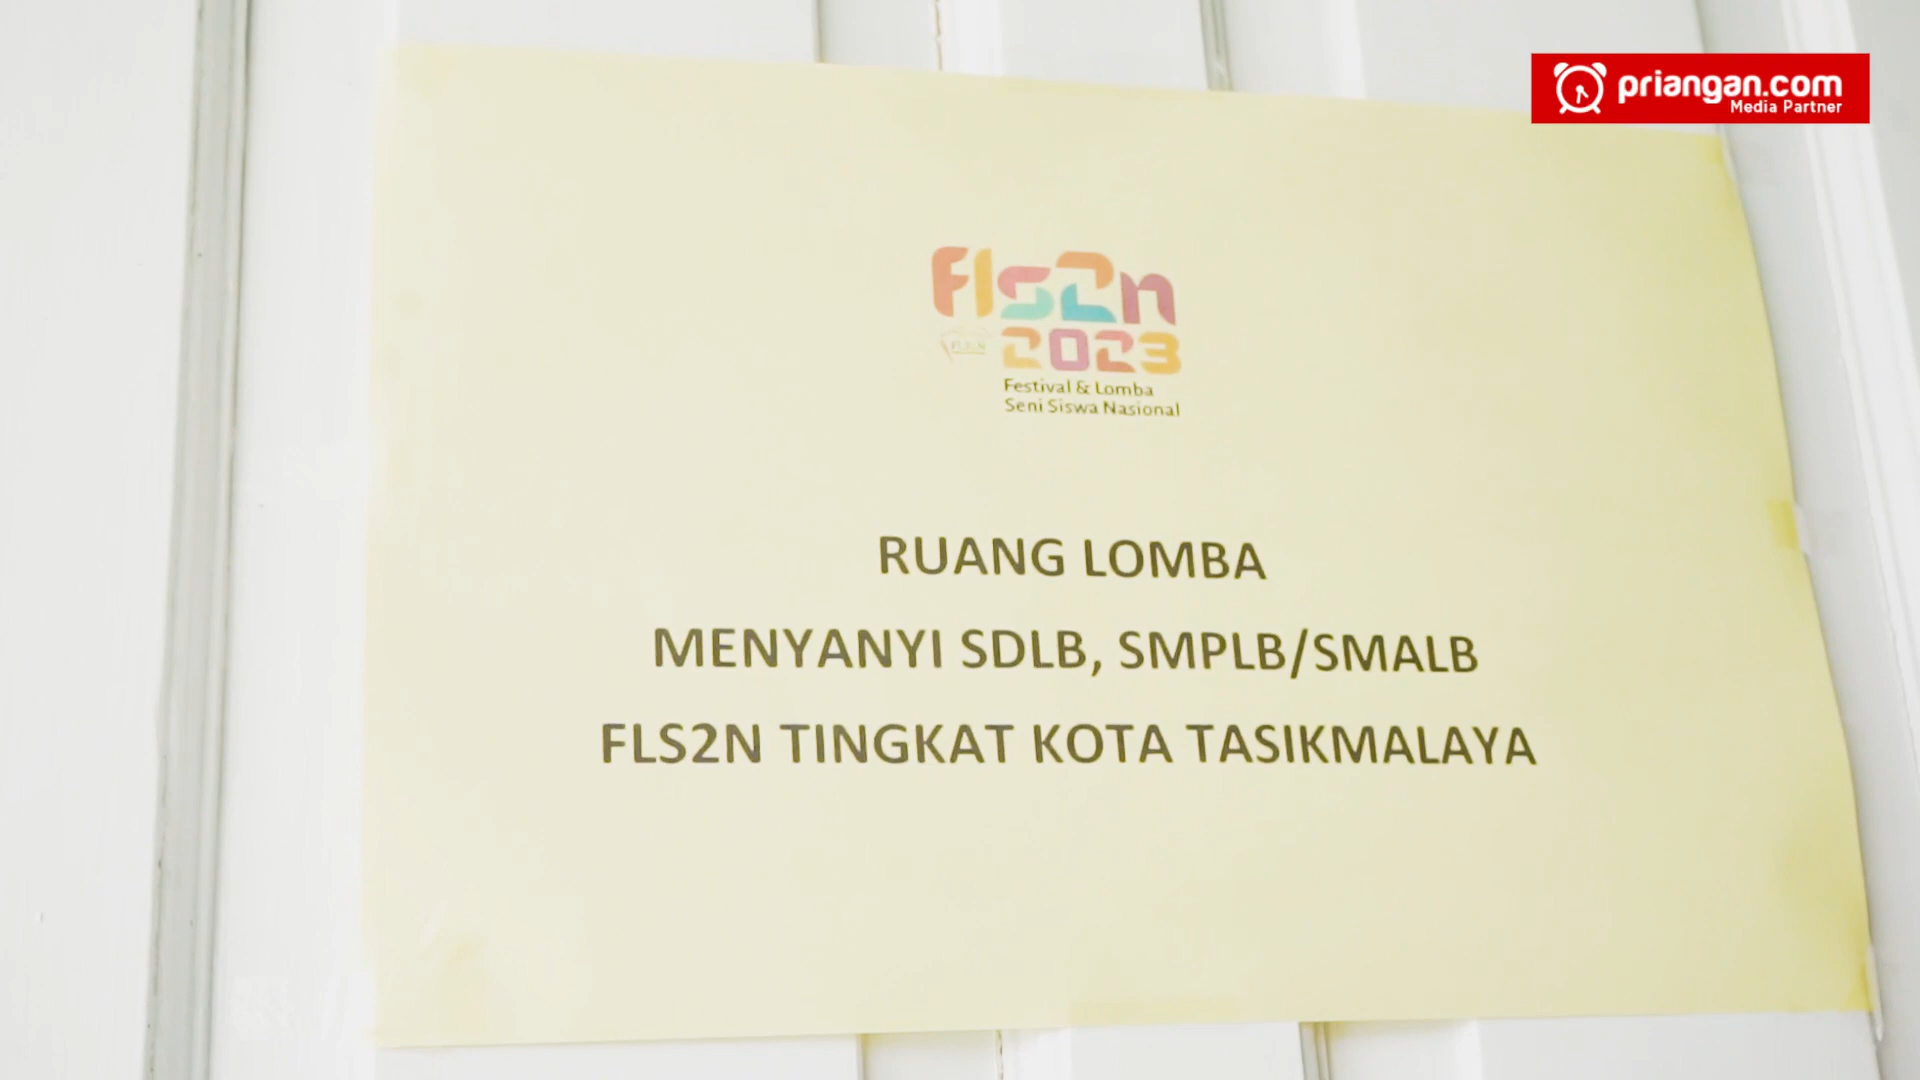 priangan.com
Media Partner
fls2n
2023
Festival & Lomba
Seni Siswa Nasional
RUANG LOMBA
MENYANYI SDLB, SMPLB/SMALB
FLS2N TINGKAT KOTA TASIKMALAYA